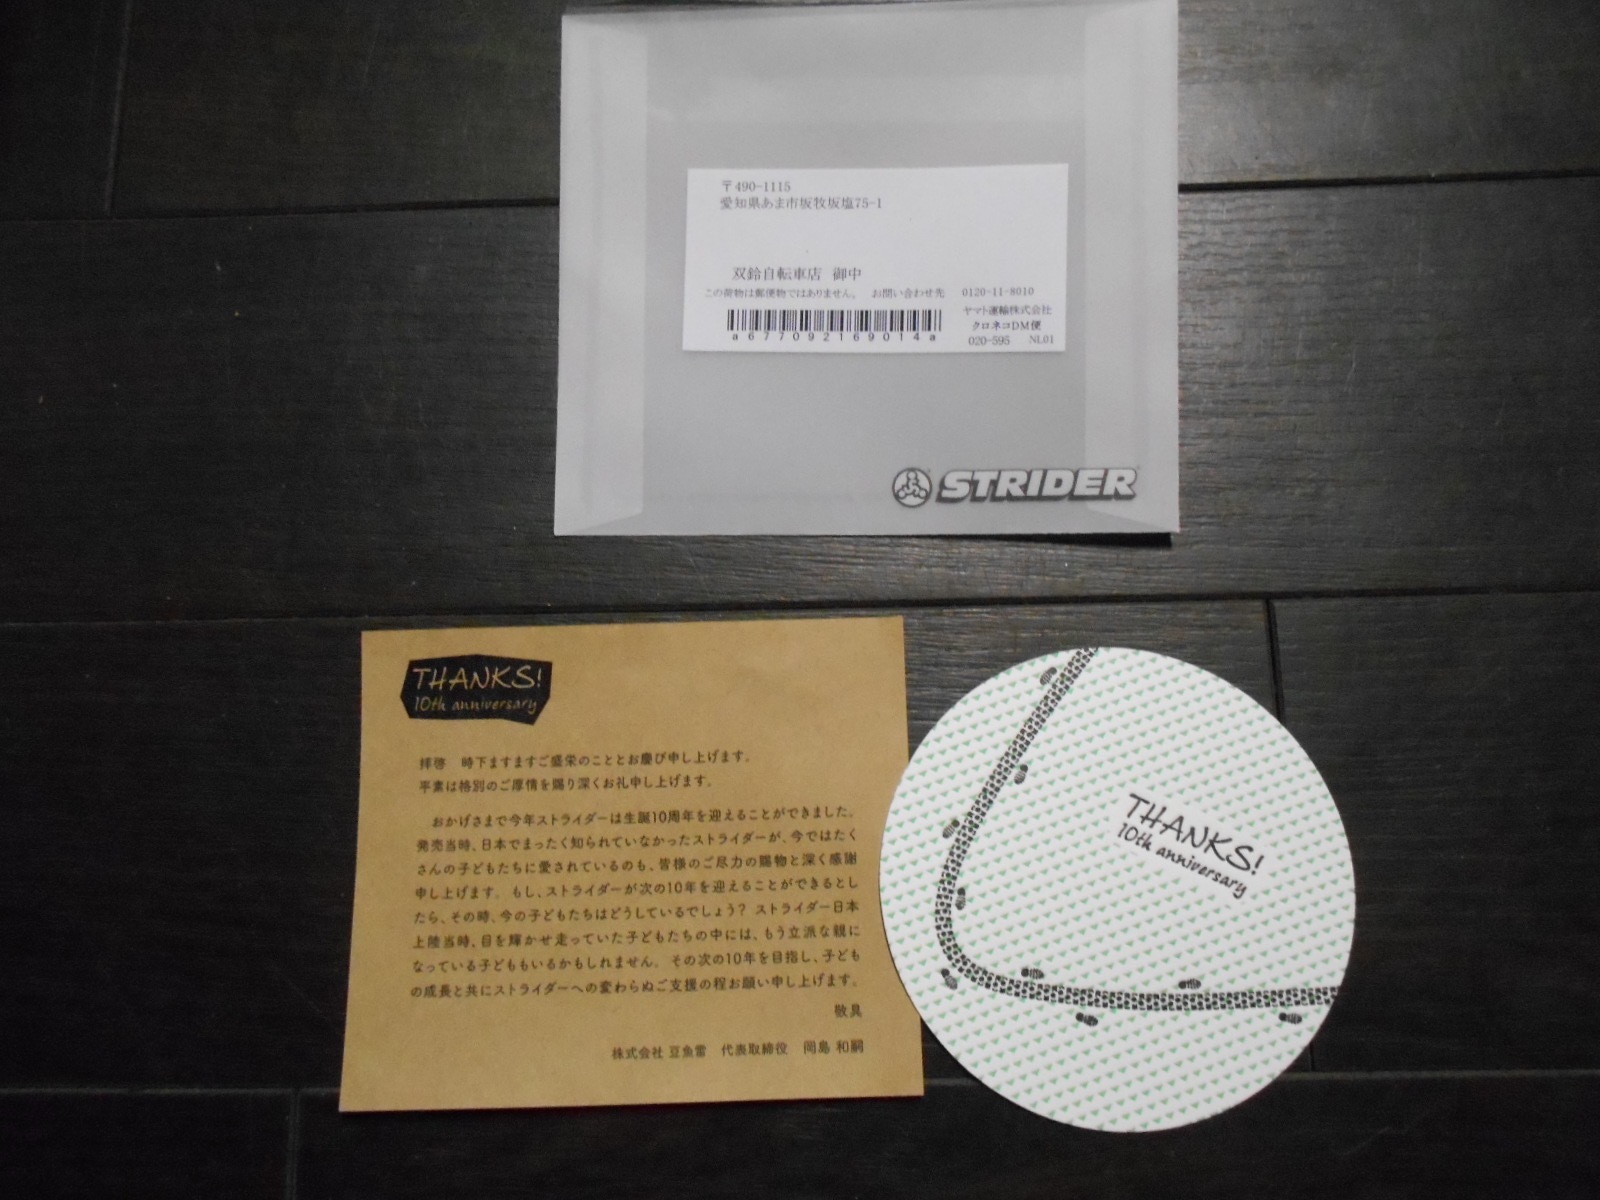 〒490-1115
愛知県あま市坂牧坂塩75-1
双鈴自転車店 御中
この荷物は郵便物ではありません。 お問い合わせ先 0120-11-8010
ヤマト運輸株式会社
クロネコDM便
020-595 NL01
a677092169014a
STRIDER
THANKS!
10th anniversary
拝啓 時下ますますご盛栄のこととお慶び申し上げます。
平素は格別のご厚情を賜り深くお礼申し上げます。
おかげさまで今年ストライダーは生誕10周年を迎えることができました。
発売当時、日本でまったく知られていなかったストライダーが、今ではたく
さんの子どもたちに愛されているのも、皆様のご尽力の賜物と深く感謝
申し上げます。もし、ストライダーが次の10年を迎えることができるとし
たら、その時、今の子どもたちはどうしているでしょう? ストライダー日本
上陸当時、目を輝かせ走っていた子どもたちの中には、もう立派な親に
なっている子どももいるかもしれません。その次の10年を目指し、子ども
の成長と共にストライダーへの変わらぬご支援の程お願い申し上げます。
敬具
株式会社 豆魚雷 代表取締役 岡島 和嗣
THANKS!
10th anniversary